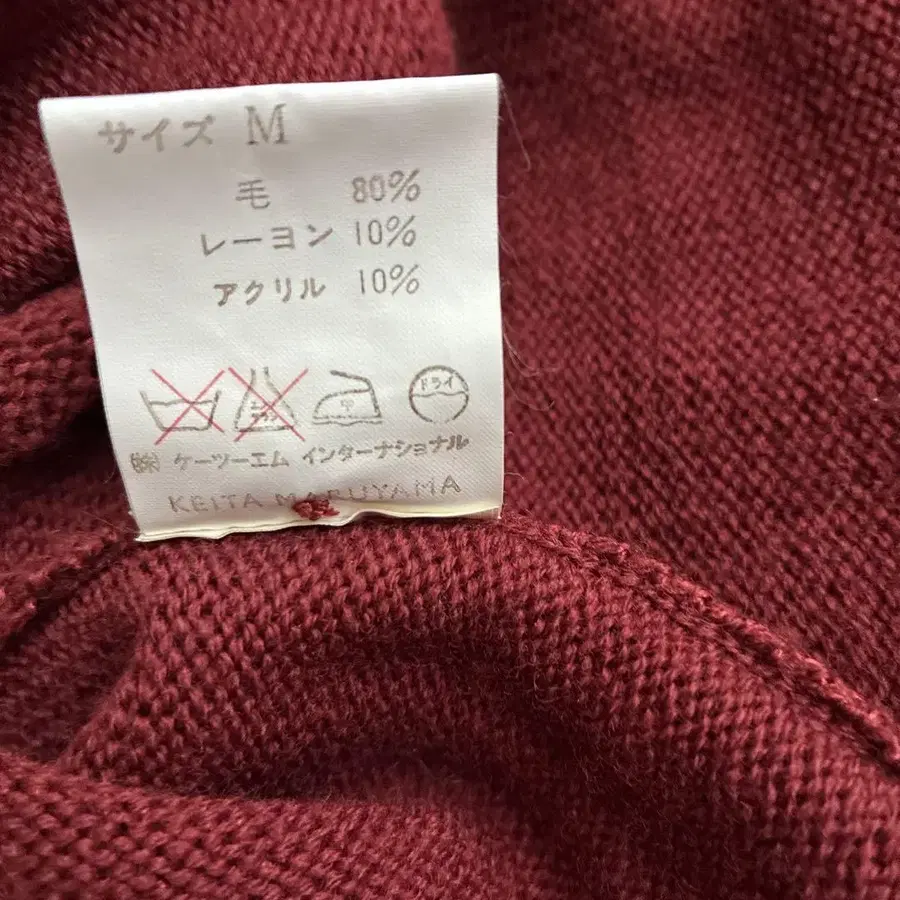 サイズ M
毛 80%
レーヨン 10%
アクリル 10%
中
ドライ
ケーツーエム インターナショナル
KEITA MARUYAMA